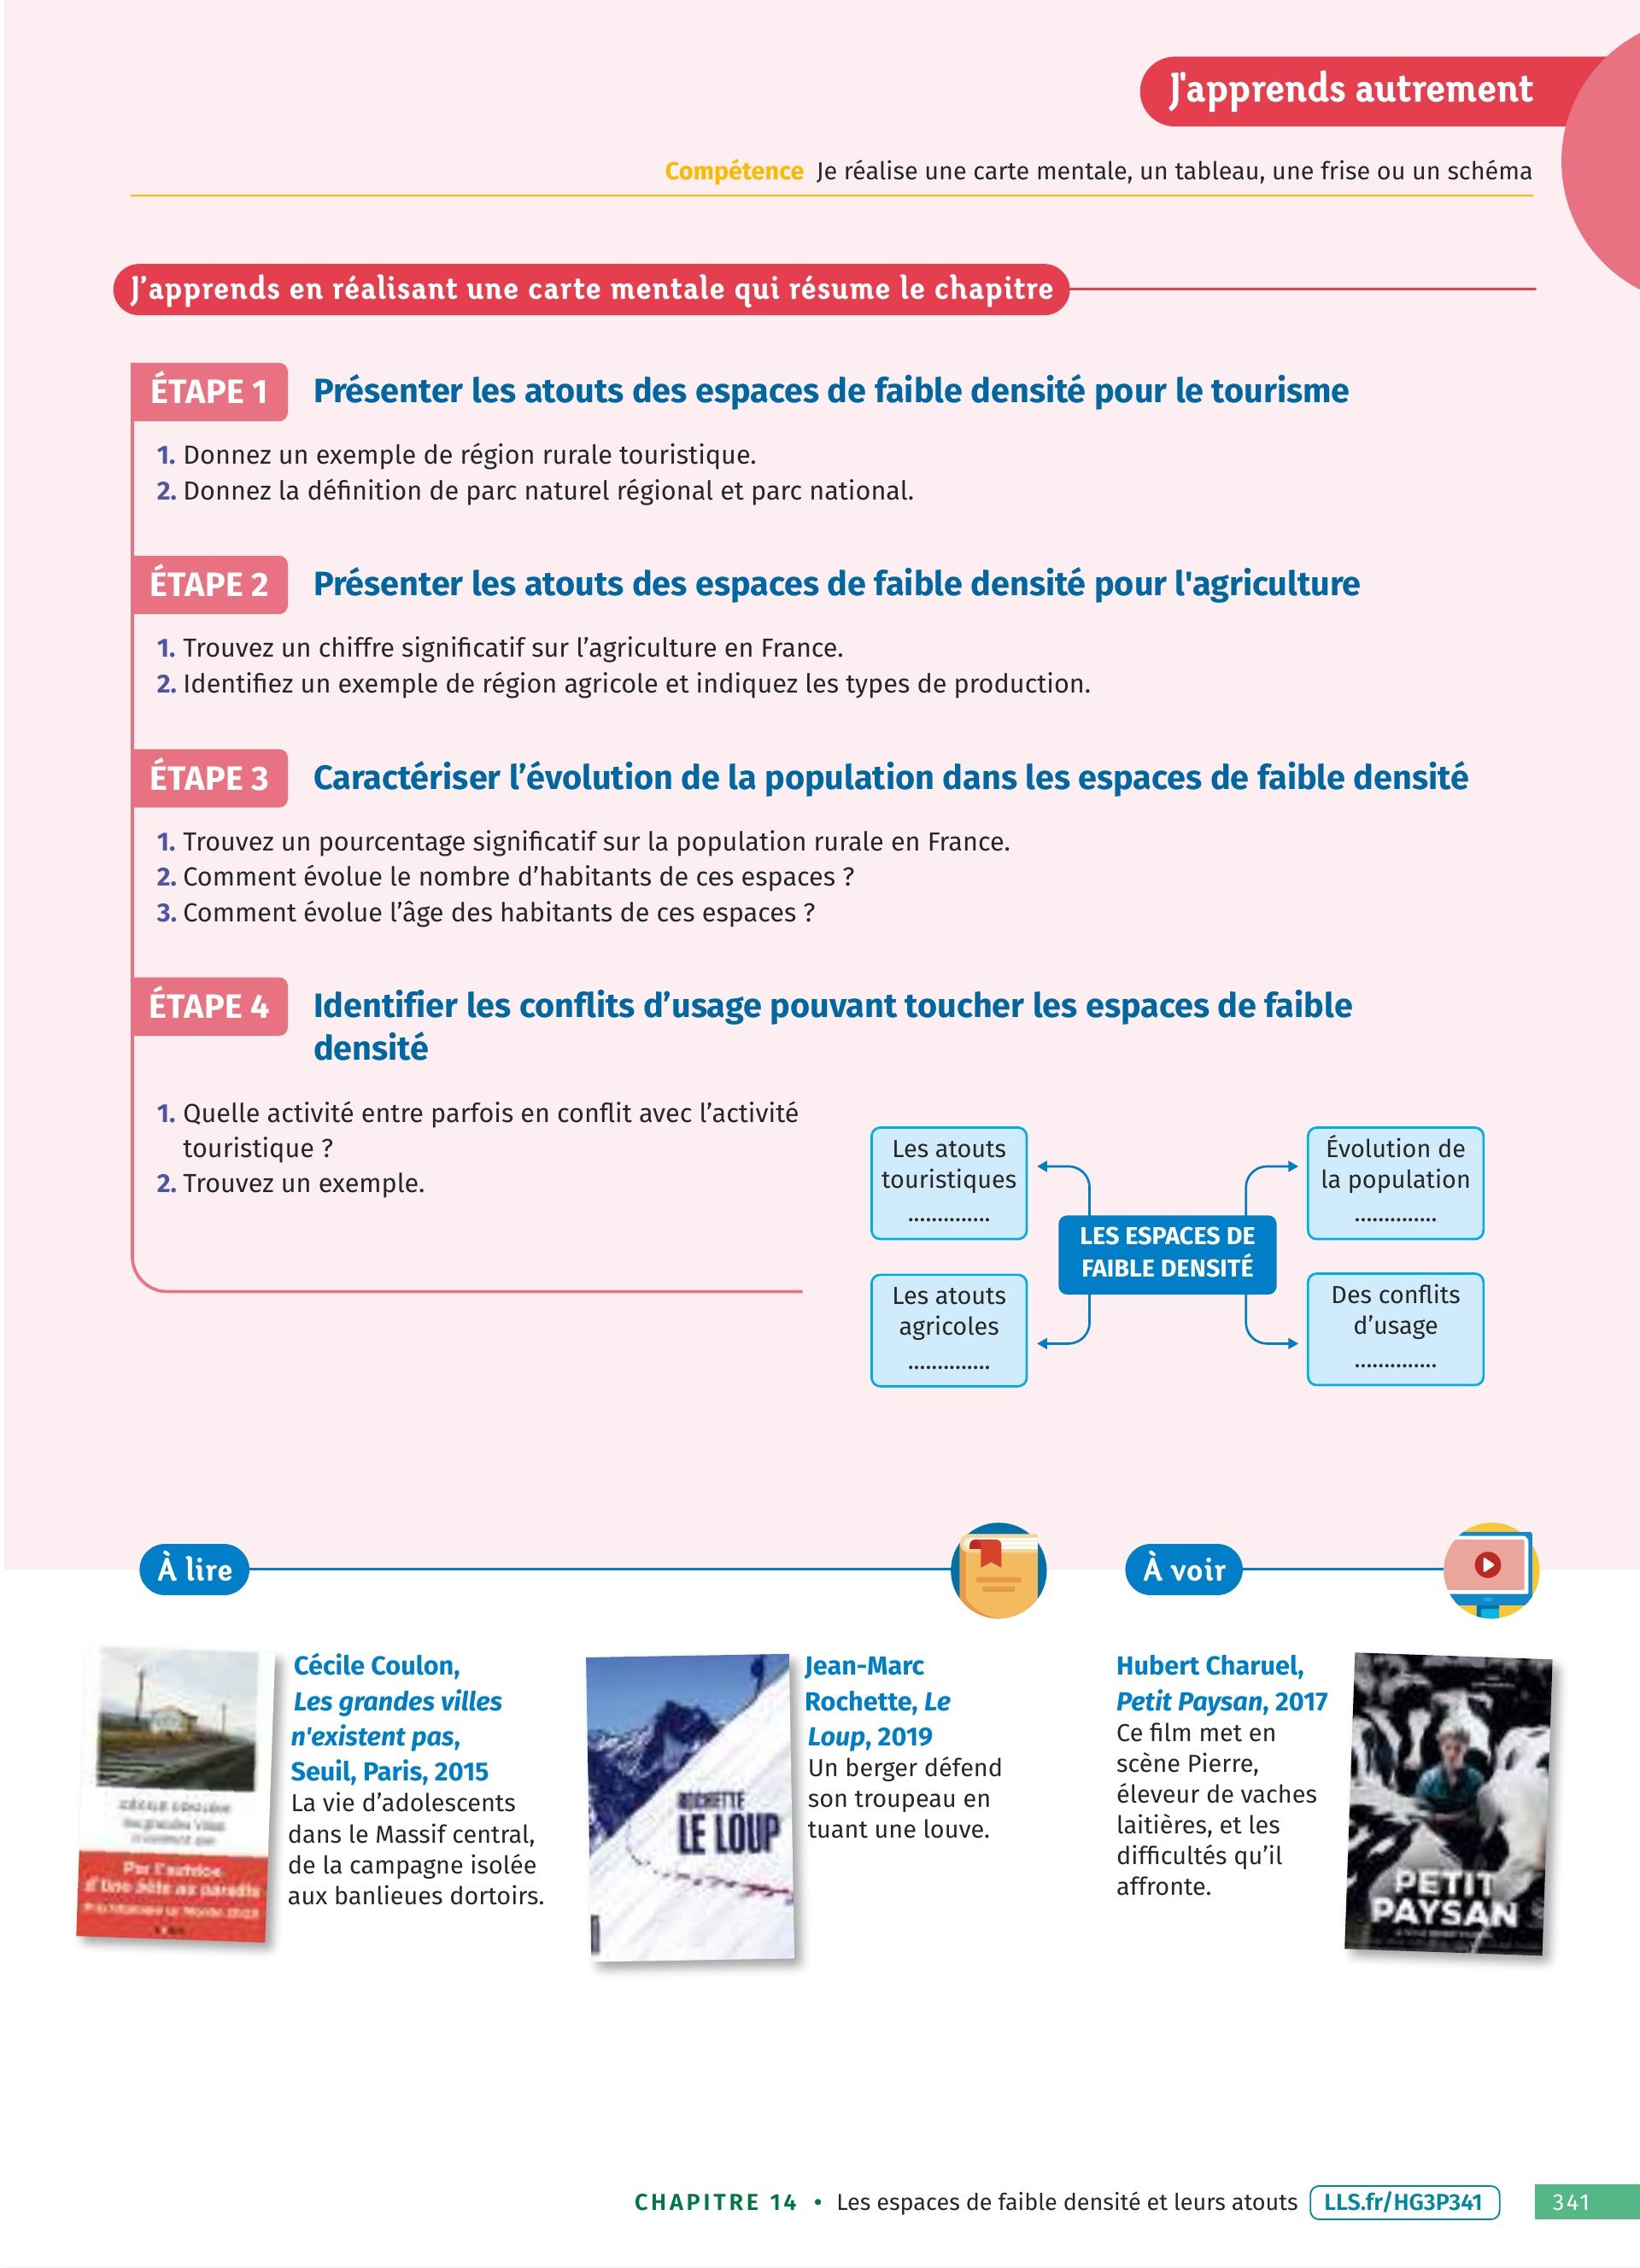 J'apprends autrement
Compétence Je réalise une carte mentale, un tableau, une frise ou un schéma
J’apprends en réalisant une carte mentale qui résume le chapitre
ÉTAPE 1 Présenter les atouts des espaces de faible densité pour le tourisme
1. Donnez un exemple de région rurale touristique.
2. Donnez la définition de parc naturel régional et parc national.
ÉTAPE 2 Présenter les atouts des espaces de faible densité pour l'agriculture
1. Trouvez un chiffre significatif sur l’agriculture en France.
2. Identifiez un exemple de région agricole et indiquez les types de production.
ÉTAPE 3 Caractériser l’évolution de la population dans les espaces de faible densité
1. Trouvez un pourcentage significatif sur la population rurale en France.
2. Comment évolue le nombre d’habitants de ces espaces ?
3. Comment évolue l’âge des habitants de ces espaces ?
ÉTAPE 4 Identifier les conflits d’usage pouvant toucher les espaces de faible
densité
1. Quelle activité entre parfois en conflit avec l’activité
touristique ?
2. Trouvez un exemple.
Les atouts
touristiques
..............
Évolution de
la population
..............
LES ESPACES DE
FAIBLE DENSITÉ
Les atouts
agricoles
..............
Des conflits
d’usage
..............
À lire
À voir
Par l'autrice
d'Une bête au paradis
Cécile Coulon,
Les grandes villes
n'existent pas,
Seuil, Paris, 2015
La vie d’adolescents
dans le Massif central,
de la campagne isolée
aux banlieues dortoirs.
ROCHETTE
LE LOUP
Jean-Marc
Rochette, Le
Loup, 2019
Un berger défend
son troupeau en
tuant une louve.
Hubert Charuel,
Petit Paysan, 2017
Ce film met en
scène Pierre,
éleveur de vaches
laitières, et les
difficultés qu’il
affronte.
PETIT
PAYSAN
CHAPITRE 14 • Les espaces de faible densité et leurs atouts LLS.fr/HG3P341 341